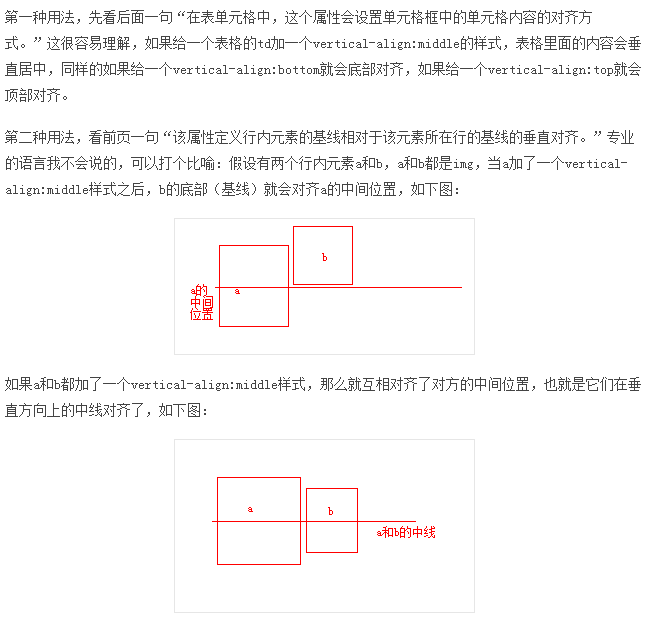 第一种用法，先看后面一句“在表单元格中，这个属性会设置单元格框中的单元格内容的对齐方
式。”这很容易理解，如果给一个表格的td加一个vertical-align:middle的样式，表格里面的内容会垂
直居中，同样的如果给一个vertical-align:bottom就会底部对齐，如果给一个vertical-align:top就会
顶部对齐。
第二种用法，看前页一句“该属性定义行内元素的基线相对于该元素所在行的基线的垂直对齐。”专业
的语言我不会说的，可以打个比喻：假设有两个行内元素a和b，a和b都是img，当a加了一个vertical-
align:middle样式之后，b的底部（基线）就会对齐a的中间位置，如下图：
b
a的
中间
位置
a
如果a和b都加了一个vertical-align:middle样式，那么就互相对齐了对方的中间位置，也就是它们在垂
直方向上的中线对齐了，如下图：
a
b
a和b的中线